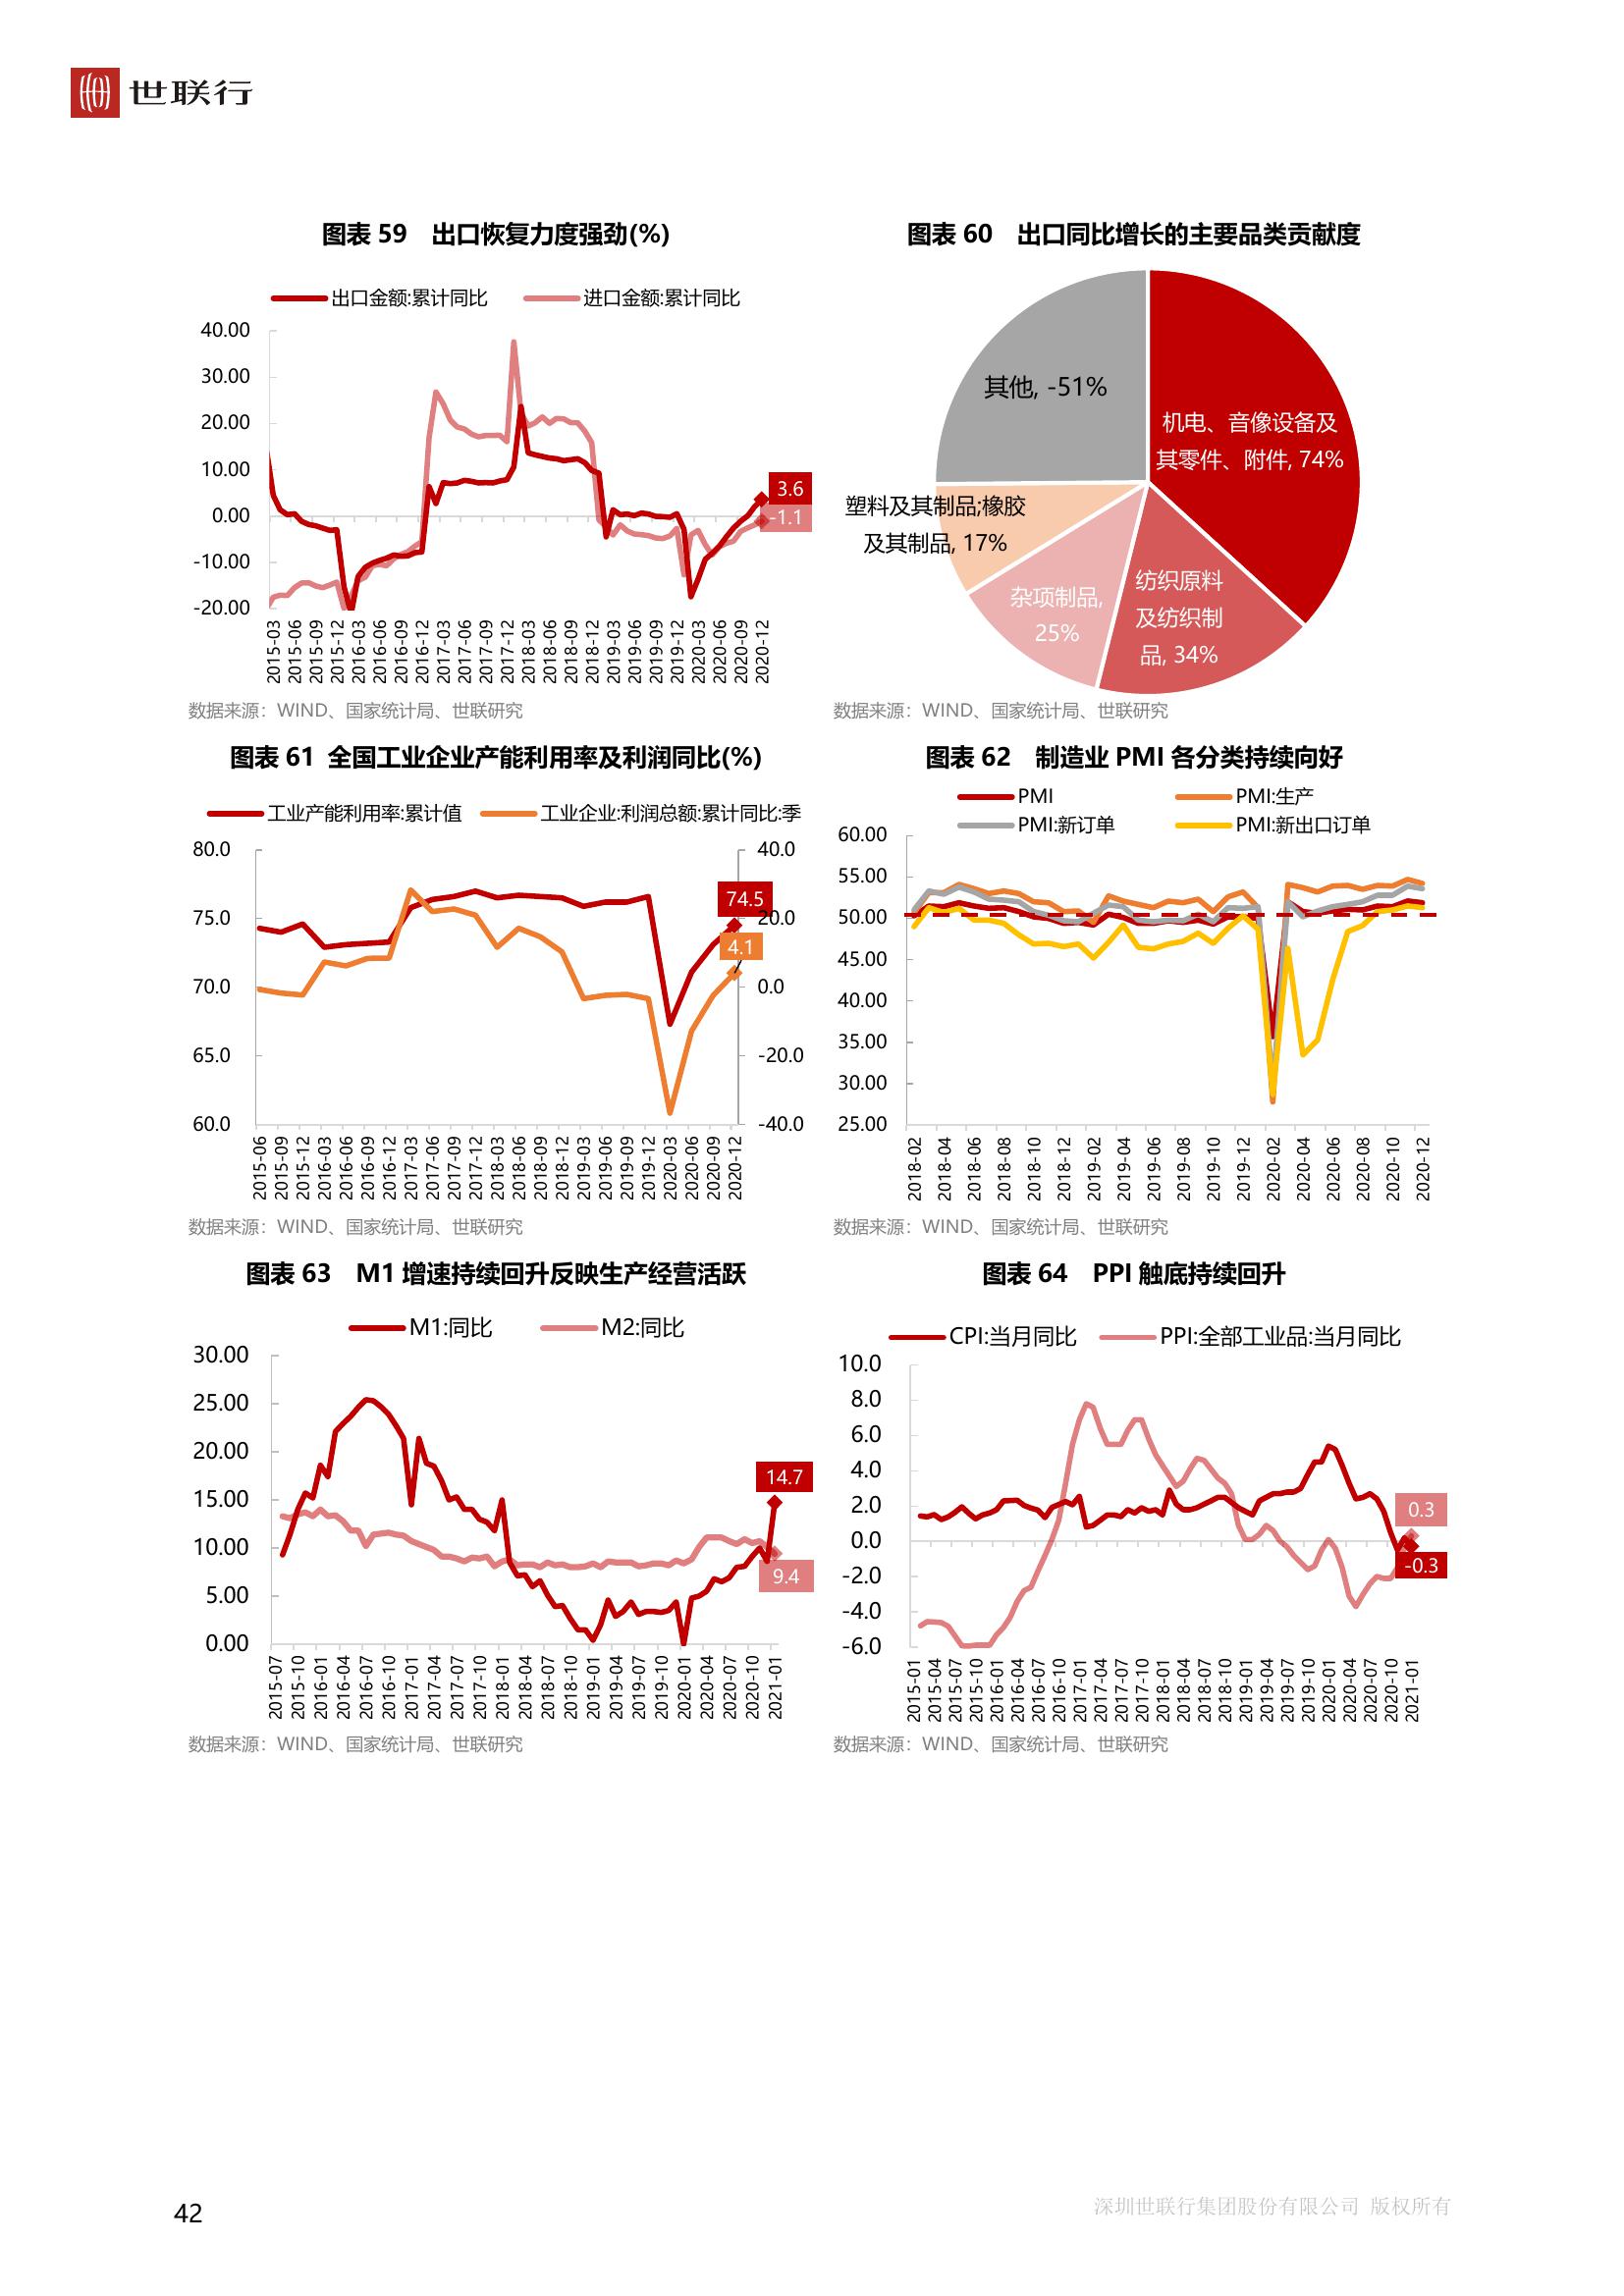 世联行
图表 59 出口恢复力度强劲(%)
出口金额:累计同比 进口金额:累计同比
40.00
30.00
20.00
10.00
0.00
-10.00
-20.00
3.6
-1.1
2015-03 2015-06 2015-09 2015-12 2016-03 2016-06 2016-09 2016-12 2017-03 2017-06 2017-09 2017-12 2018-03 2018-06 2018-09 2018-12 2019-03 2019-06 2019-09 2019-12 2020-03 2020-06 2020-09 2020-12
数据来源：WIND、国家统计局、世联研究
图表 60 出口同比增长的主要品类贡献度
其他, -51%
机电、音像设备及
其零件、附件, 74%
塑料及其制品;橡胶
及其制品, 17%
杂项制品,
25%
纺织原料
及纺织制
品, 34%
数据来源：WIND、国家统计局、世联研究
图表 61 全国工业企业产能利用率及利润同比(%)
工业产能利用率:累计值 工业企业:利润总额:累计同比:季
80.0
75.0
70.0
65.0
60.0
40.0
20.0
0.0
-20.0
-40.0
74.5
4.1
2015-06 2015-09 2015-12 2016-03 2016-06 2016-09 2016-12 2017-03 2017-06 2017-09 2017-12 2018-03 2018-06 2018-09 2018-12 2019-03 2019-06 2019-09 2019-12 2020-03 2020-06 2020-09 2020-12
数据来源：WIND、国家统计局、世联研究
图表 62 制造业 PMI 各分类持续向好
PMI PMI:生产
PMI:新订单 PMI:新出口订单
60.00
55.00
50.00
45.00
40.00
35.00
30.00
25.00
2018-02 2018-04 2018-06 2018-08 2018-10 2018-12 2019-02 2019-04 2019-06 2019-08 2019-10 2019-12 2020-02 2020-04 2020-06 2020-08 2020-10 2020-12
数据来源：WIND、国家统计局、世联研究
图表 63 M1 增速持续回升反映生产经营活跃
M1:同比 M2:同比
30.00
25.00
20.00
15.00
10.00
5.00
0.00
14.7
9.4
2015-07 2015-10 2016-01 2016-04 2016-07 2016-10 2017-01 2017-04 2017-07 2017-10 2018-01 2018-04 2018-07 2018-10 2019-01 2019-04 2019-07 2019-10 2020-01 2020-04 2020-07 2020-10 2021-01
数据来源：WIND、国家统计局、世联研究
图表 64 PPI 触底持续回升
CPI:当月同比 PPI:全部工业品:当月同比
10.0
8.0
6.0
4.0
2.0
0.0
-2.0
-4.0
-6.0
0.3
-0.3
2015-01 2015-04 2015-07 2015-10 2016-01 2016-04 2016-07 2016-10 2017-01 2017-04 2017-07 2017-10 2018-01 2018-04 2018-07 2018-10 2019-01 2019-04 2019-07 2019-10 2020-01 2020-04 2020-07 2020-10 2021-01
数据来源：WIND、国家统计局、世联研究
42
深圳世联行集团股份有限公司 版权所有